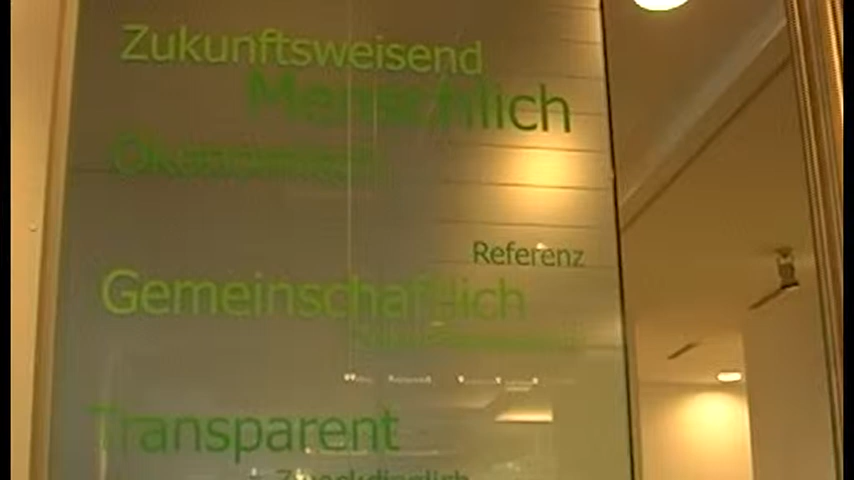 Zukunftsweisend
Menschlich
Referenz
Gemeinschaftlich
Transparent